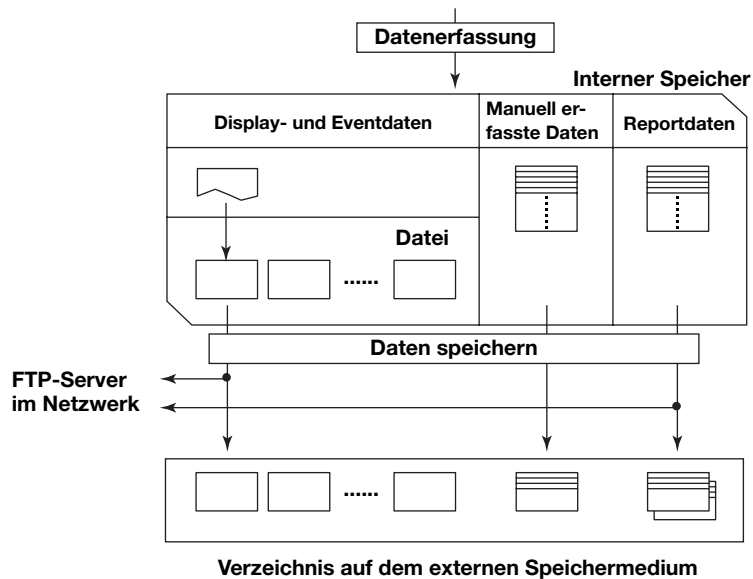 Datenerfassung
Interner Speicher
Display- und Eventdaten
Manuell er-
fasste Daten
Reportdaten
Datei
......
Daten speichern
FTP-Server
im Netzwerk
......
Verzeichnis auf dem externen Speichermedium